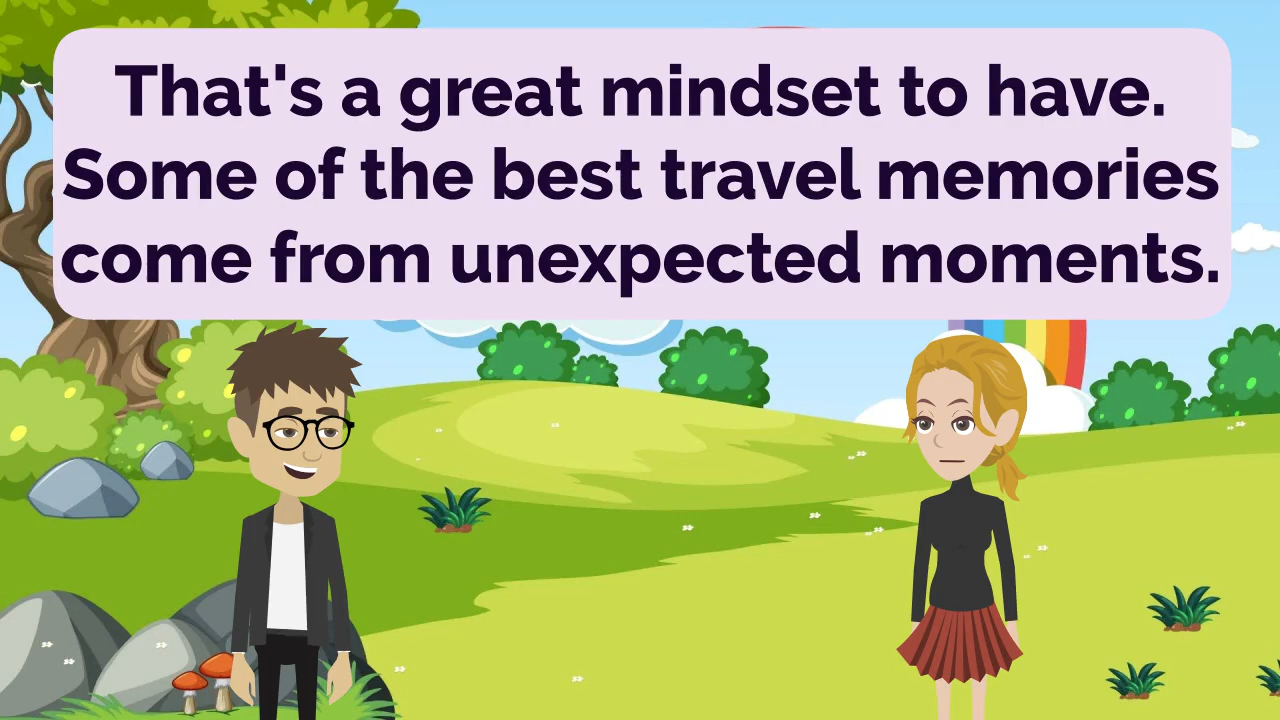 That's a great mindset to have.
Some of the best travel memories
come from unexpected moments.